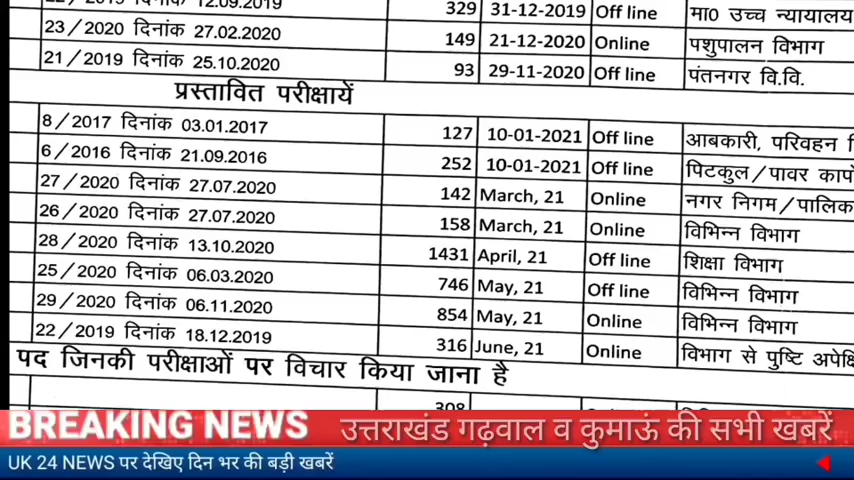 12.09.2019 329 31-12-2019 Off line मा0 उच्च न्यायालय
23/2020 दिनांक 27.02.2020 149 21-12-2020 Online पशुपालन विभाग
21/2019 दिनांक 25.10.2020 93 29-11-2020 Off line पंतनगर वि.वि.
प्रस्तावित परीक्षायें
8/2017 दिनांक 03.01.2017 127 10-01-2021 Off line आबकारी, परिवहन
6/2016 दिनांक 21.09.2016 252 10-01-2021 Off line पिटकुल/पावर कार्पो
27/2020 दिनांक 27.07.2020 142 March, 21 Online नगर निगम/पालिक
26/2020 दिनांक 27.07.2020 158 March, 21 Online विभिन्न विभाग
28/2020 दिनांक 13.10.2020 1431 April, 21 Off line शिक्षा विभाग
25/2020 दिनांक 06.03.2020 746 May, 21 Off line विभिन्न विभाग
29/2020 दिनांक 06.11.2020 854 May, 21 Online विभिन्न विभाग
22/2019 दिनांक 18.12.2019 316 June, 21 Online विभाग से पुष्टि अपेक्षि
पद जिनकी परीक्षाओं पर विचार किया जाना है
308
BREAKING NEWS उत्तराखंड गढ़वाल व कुमाऊं की सभी खबरें
UK 24 NEWS पर देखिए दिन भर की बड़ी खबरें